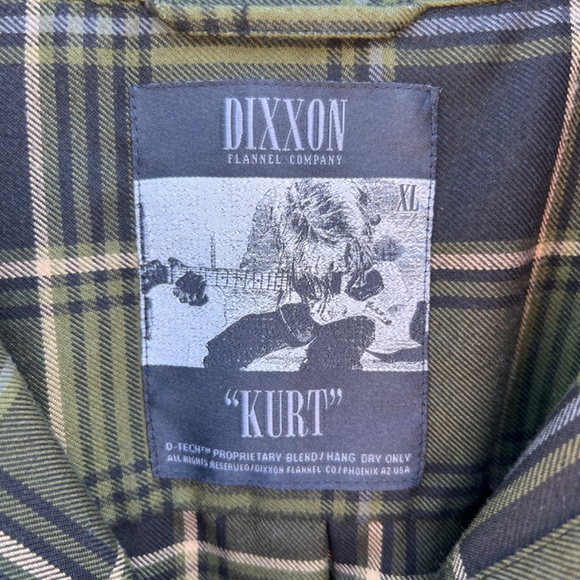 DIXXON
FLANNEL COMPANY
XL
“KURT”
D-TECH™ PROPRIETARY BLEND/HANG DRY ONLY
ALL RIGHTS RESERVED/DIXXON FLANNEL CO/PHOENIX AZ USA